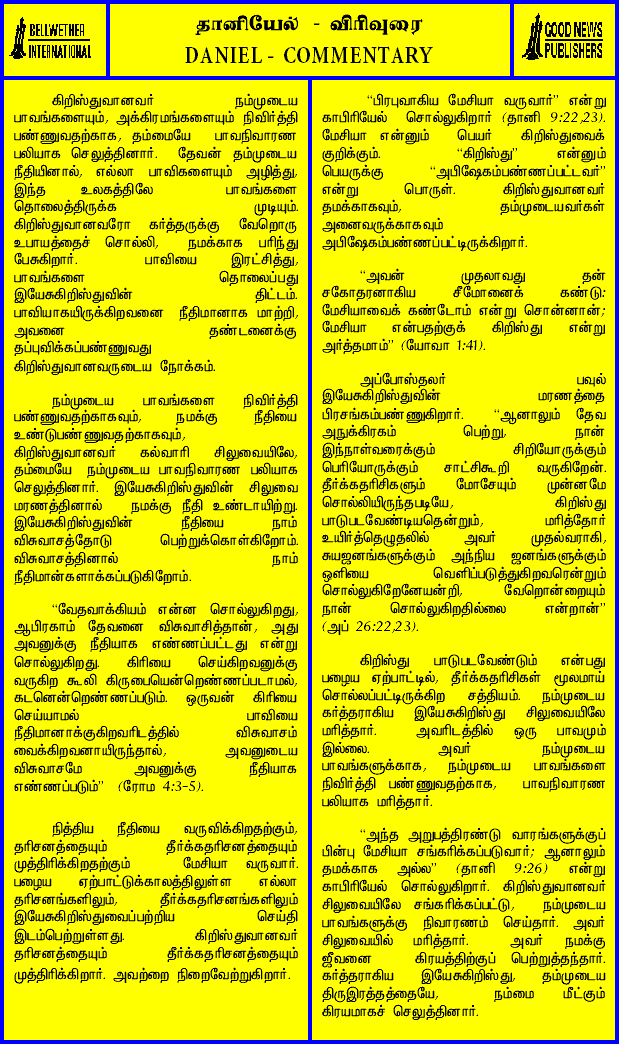 BELLWETHER
INTERNATIONAL
தானியேல் - விரிவுரை
DANIEL - COMMENTARY
GOOD NEWS
PUBLISHERS
கிறிஸ்துவானவர் நம்முடைய
பாவங்களையும், அக்கிரமங்களையும் நிவிர்த்தி
பண்ணுவதற்காக, தம்மையே பாவநிவாரண
பலியாக செலுத்தினார். தேவன் தம்முடைய
நீதியினால், எல்லா பாவிகளையும் அழித்து,
இந்த உலகத்திலே பாவங்களை
தொலைத்திருக்க முடியும்.
கிறிஸ்துவானவரோ கர்த்தருக்கு வேறொரு
உபாயத்தைச் சொல்லி, நமக்காக பரிந்து
பேசுகிறார். பாவியை இரட்சித்து,
பாவங்களை தொலைப்பது
இயேசுகிறிஸ்துவின் திட்டம்.
பாவியாகயிருக்கிறவனை நீதிமானாக மாற்றி,
அவனை தண்டனைக்கு
தப்புவிக்கப்பண்ணுவது
கிறிஸ்துவானவருடைய நோக்கம்.
நம்முடைய பாவங்களை நிவிர்த்தி
பண்ணுவதற்காகவும், நமக்கு நீதியை
உண்டுபண்ணுவதற்காகவும்,
கிறிஸ்துவானவர் கல்வாரி சிலுவையிலே,
தம்மையே நம்முடைய பாவநிவாரண பலியாக
செலுத்தினார். இயேசுகிறிஸ்துவின் சிலுவை
மரணத்தினால் நமக்கு நீதி உண்டாயிற்று.
இயேசுகிறிஸ்துவின் நீதியை நாம்
விசுவாசத்தோடு பெற்றுக்கொள்கிறோம்.
விசுவாசத்தினால் நாம்
நீதிமான்களாக்கப்படுகிறோம்.
“வேதவாக்கியம் என்ன சொல்லுகிறது,
ஆபிரகாம் தேவனை விசுவாசித்தான், அது
அவனுக்கு நீதியாக எண்ணப்பட்டது என்று
சொல்லுகிறது. கிரியை செய்கிறவனுக்கு
வருகிற கூலி கிருபையென்றெண்ணப்படாமல்,
கடனென்றெண்ணப்படும். ஒருவன் கிரியை
செய்யாமல் பாவியை
நீதிமானாக்குகிறவரிடத்தில் விசுவாசம்
வைக்கிறவனாயிருந்தால், அவனுடைய
விசுவாசமே அவனுக்கு நீதியாக
எண்ணப்படும்” (ரோம 4:3-5).
நித்திய நீதியை வருவிக்கிறதற்கும்,
தரிசனத்தையும் தீர்க்கதரிசனத்தையும்
முத்திரிக்கிறதற்கும் மேசியா வருவார்.
பழைய ஏற்பாட்டுக்காலத்திலுள்ள எல்லா
தரிசனங்களிலும், தீர்க்கதரிசனங்களிலும்
இயேசுகிறிஸ்துவைப்பற்றிய செய்தி
இடம்பெற்றுள்ளது. கிறிஸ்துவானவர்
தரிசனத்தையும் தீர்க்கதரிசனத்தையும்
முத்திரிக்கிறார். அவற்றை நிறைவேற்றுகிறார்.
“பிரபுவாகிய மேசியா வருவார்” என்று
காபிரியேல் சொல்லுகிறார் (தானி 9:22,23).
மேசியா என்னும் பெயர் கிறிஸ்துவைக்
குறிக்கும். “கிறிஸ்து” என்னும்
பெயருக்கு “அபிஷேகம்பண்ணப்பட்டவர்”
என்று பொருள். கிறிஸ்துவானவர்
தமக்காகவும், தம்முடையவர்கள்
அனைவருக்காகவும்
அபிஷேகம்பண்ணப்பட்டிருக்கிறார்.
“அவன் முதலாவது தன்
சகோதரனாகிய சீமோனைக் கண்டு:
மேசியாவைக் கண்டோம் என்று சொன்னான்;
மேசியா என்பதற்குக் கிறிஸ்து என்று
அர்த்தமாம்” (யோவா 1:41).
அப்போஸ்தலர் பவுல்
இயேசுகிறிஸ்துவின் மரணத்தை
பிரசங்கம்பண்ணுகிறார். “ஆனாலும் தேவ
அநுக்கிரகம் பெற்று, நான்
இந்நாள்வரைக்கும் சிறியோருக்கும்
பெரியோருக்கும் சாட்சிகூறி வருகிறேன்.
தீர்க்கதரிசிகளும் மோசேயும் முன்னமே
சொல்லியிருந்தபடியே, கிறிஸ்து
பாடுபடவேண்டியதென்றும், மரித்தோர்
உயிர்த்தெழுதலில் அவர் முதல்வராகி,
சுயஜனங்களுக்கும் அந்நிய ஜனங்களுக்கும்
ஒளியை வெளிப்படுத்துகிறவரென்றும்
சொல்லுகிறேனேயன்றி, வேறொன்றையும்
நான் சொல்லுகிறதில்லை என்றான்”
(அப் 26:22,23).
கிறிஸ்து பாடுபடவேண்டும் என்பது
பழைய ஏற்பாட்டில், தீர்க்கதரிசிகள் மூலமாய்
சொல்லப்பட்டிருக்கிற சத்தியம். நம்முடைய
கர்த்தராகிய இயேசுகிறிஸ்து சிலுவையிலே
மரித்தார். அவரிடத்தில் ஒரு பாவமும்
இல்லை. அவர் நம்முடைய
பாவங்களுக்காக, நம்முடைய பாவங்களை
நிவிர்த்தி பண்ணுவதற்காக, பாவநிவாரண
பலியாக மரித்தார்.
“அந்த அறுபத்திரண்டு வாரங்களுக்குப்
பின்பு மேசியா சங்கரிக்கப்படுவார்; ஆனாலும்
தமக்காக அல்ல” (தானி 9:26) என்று
காபிரியேல் சொல்லுகிறார். கிறிஸ்துவானவர்
சிலுவையிலே சங்கரிக்கப்பட்டு, நம்முடைய
பாவங்களுக்கு நிவாரணம் செய்தார். அவர்
சிலுவையில் மரித்தார். அவர் நமக்கு
ஜீவனை கிரயத்திற்குப் பெற்றுத்தந்தார்.
கர்த்தராகிய இயேசுகிறிஸ்து, தம்முடைய
திருஇரத்தத்தையே, நம்மை மீட்கும்
கிரயமாகச் செலுத்தினார்.